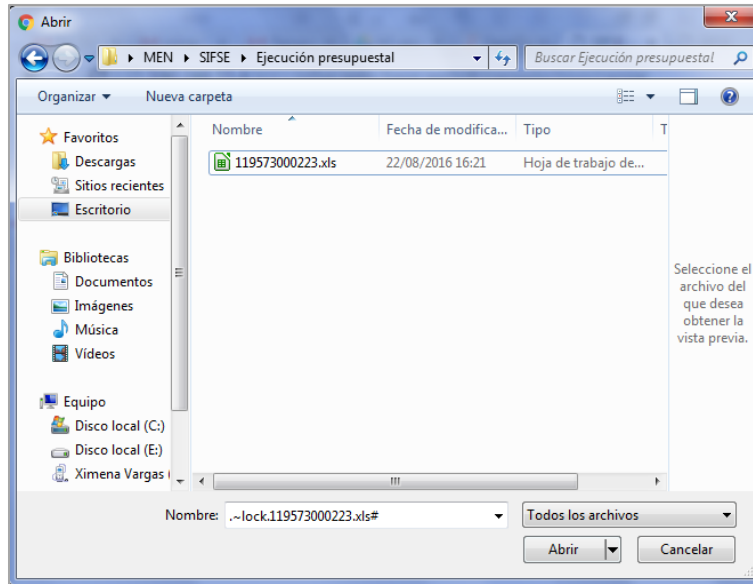 Abrir
MEN SIFSE Ejecución presupuestal
Buscar Ejecución presupuestal
Organizar Nueva carpeta
Nombre Fecha de modifica... Tipo T
Favoritos
Descargas
Sitios recientes
Escritorio
Bibliotecas
Documentos
Imágenes
Música
Vídeos
Equipo
Disco local (C:)
Disco local (E:)
Ximena Vargas (
119573000223.xls 22/08/2016 16:21 Hoja de trabajo de...
Seleccione el
archivo del
que desea
obtener la
vista previa.
Nombre: .~lock.119573000223.xls#
Todos los archivos
Abrir Cancelar